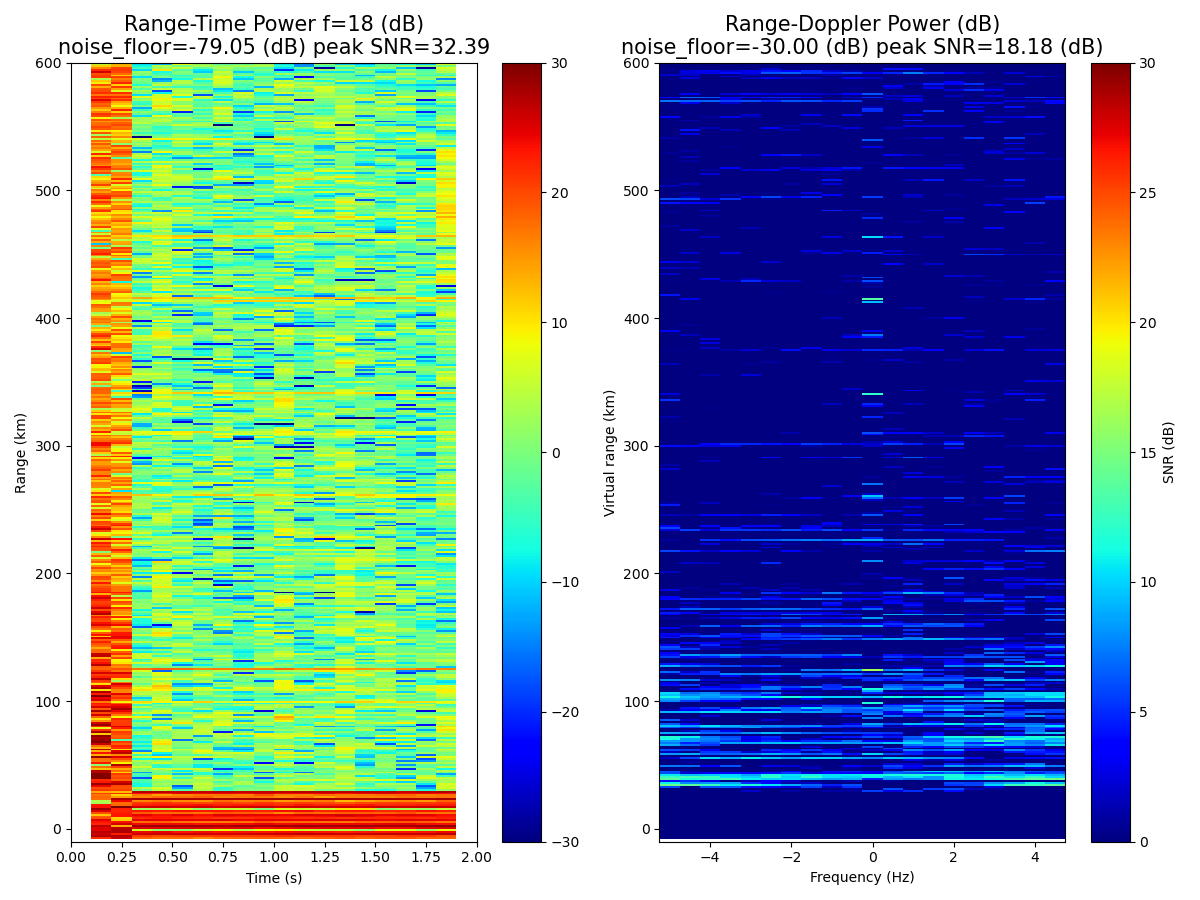 Range-Time Power f=18 (dB)
noise_floor=-79.05 (dB) peak SNR=32.39
Range (km)
600
500
400
300
200
100
0
0.00 0.25 0.50 0.75 1.00 1.25 1.50 1.75 2.00
Time (s)
30
20
10
0
−10
−20
−30
Range-Doppler Power (dB)
noise_floor=-30.00 (dB) peak SNR=18.18 (dB)
Virtual range (km)
600
500
400
300
200
100
0
−4 −2 0 2 4
Frequency (Hz)
30
25
20
15
10
5
0
SNR (dB)